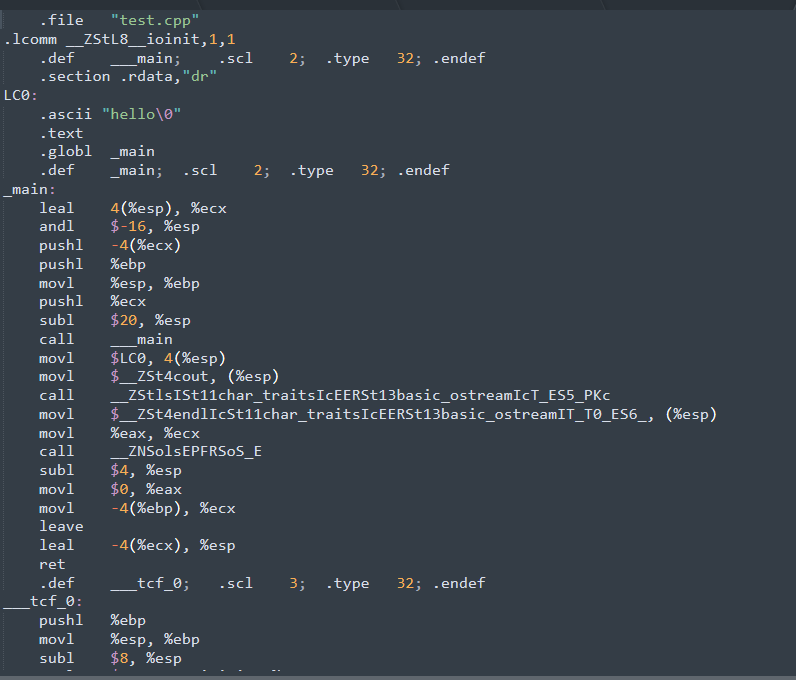 .file "test.cpp"
.lcomm __ZStL8__ioinit,1,1
.def ___main; .scl 2; .type 32; .endef
.section .rdata,"dr"
LC0:
.ascii "hello\0"
.text
.globl _main
.def _main; .scl 2; .type 32; .endef
_main:
leal 4(%esp), %ecx
andl $-16, %esp
pushl -4(%ecx)
pushl %ebp
movl %esp, %ebp
pushl %ecx
subl $20, %esp
call ___main
movl $LC0, 4(%esp)
movl $__ZSt4cout, (%esp)
call __ZStlsISt11char_traitsIcEERSt13basic_ostreamIcT_ES5_PKc
movl $__ZSt4endlIcSt11char_traitsIcEERSt13basic_ostreamIT_T0_ES6_, (%esp)
movl %eax, %ecx
call __ZNSolsEPFRSoS_E
subl $4, %esp
movl $0, %eax
movl -4(%ebp), %ecx
leave
leal -4(%ecx), %esp
ret
.def ___tcf_0; .scl 3; .type 32; .endef
___tcf_0:
pushl %ebp
movl %esp, %ebp
subl $8, %esp